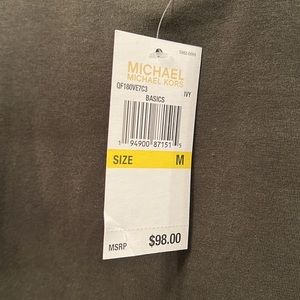 MICHAEL
MICHAEL KORS
QF180VE7C3 IVY
BASICS
1 94900 87151 5
SIZE M
MSRP $98.00